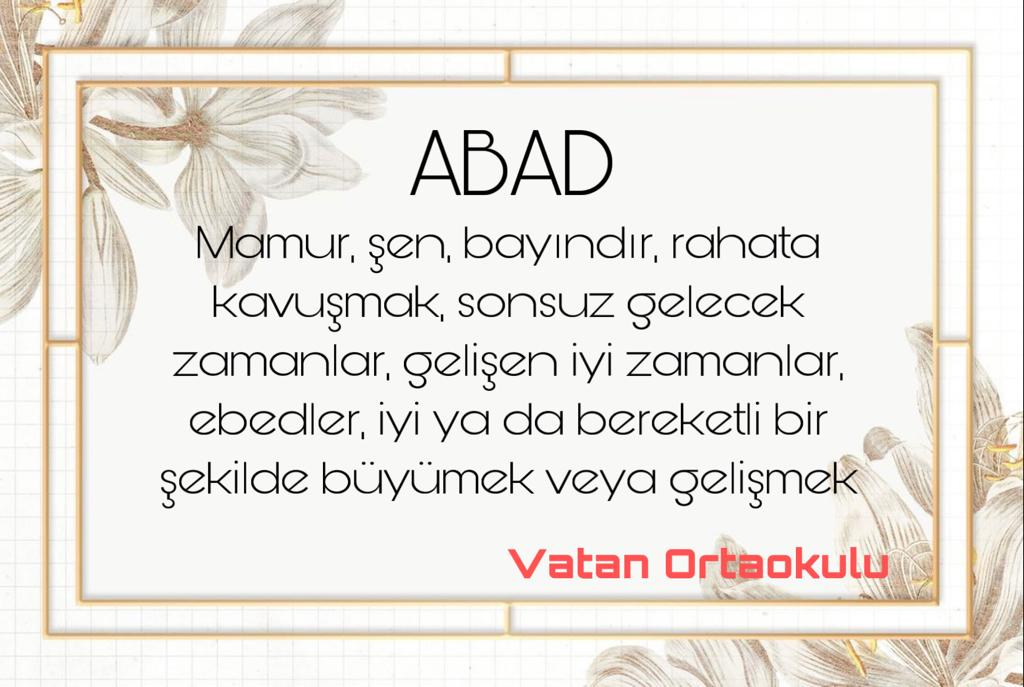 ABAD
Mamur, şen, bayındır, rahata
kavuşmak, sonsuz gelecek
zamanlar, gelişen iyi zamanlar,
ebedler, iyi ya da bereketli bir
şekilde büyümek veya gelişmek
Vatan Ortaokulu